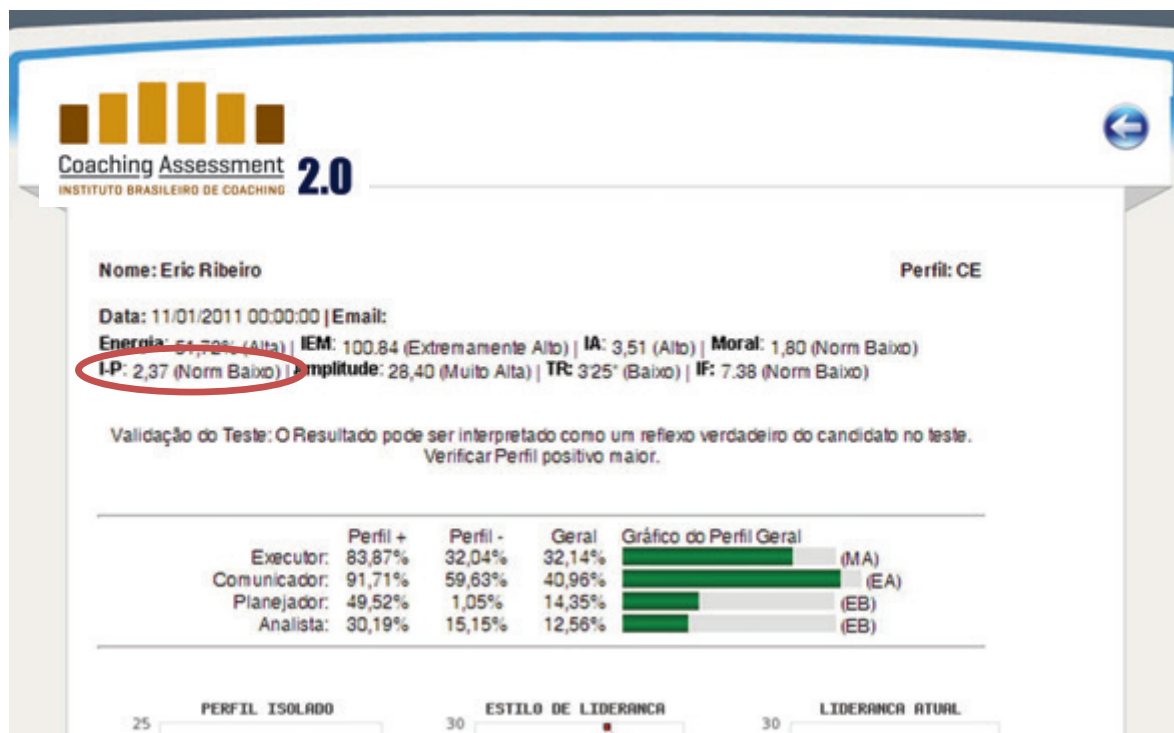 Coaching Assessment 2.0
INSTITUTO BRASILEIRO DE COACHING
Nome: Eric Ribeiro Perfil: CE
Data: 11/01/2011 00:00:00 | Email:
Energia: 51,72% (Alta) | IEM: 100.84 (Extremamente Alto) | IA: 3,51 (Alto) | Moral: 1,80 (Norm Baixo)
I-P: 2,37 (Norm Baixo) | Amplitude: 28,40 (Muito Alta) | TR: 3'25" (Baixo) | IF: 7.38 (Norm Baixo)
Validação do Teste: O Resultado pode ser interpretado como um reflexo verdadeiro do candidato no teste.
Verificar Perfil positivo maior.
Perfil + Perfil - Geral Gráfico do Perfil Geral
Executor: 83,87% 32,04% 32,14% (MA)
Comunicador: 91,71% 59,63% 40,96% (EA)
Planejador: 49,52% 1,05% 14,35% (EB)
Analista: 30,19% 15,15% 12,56% (EB)
PERFIL ISOLADO ESTILO DE LIDERANCA LIDERANCA ATUAL
25 30 30